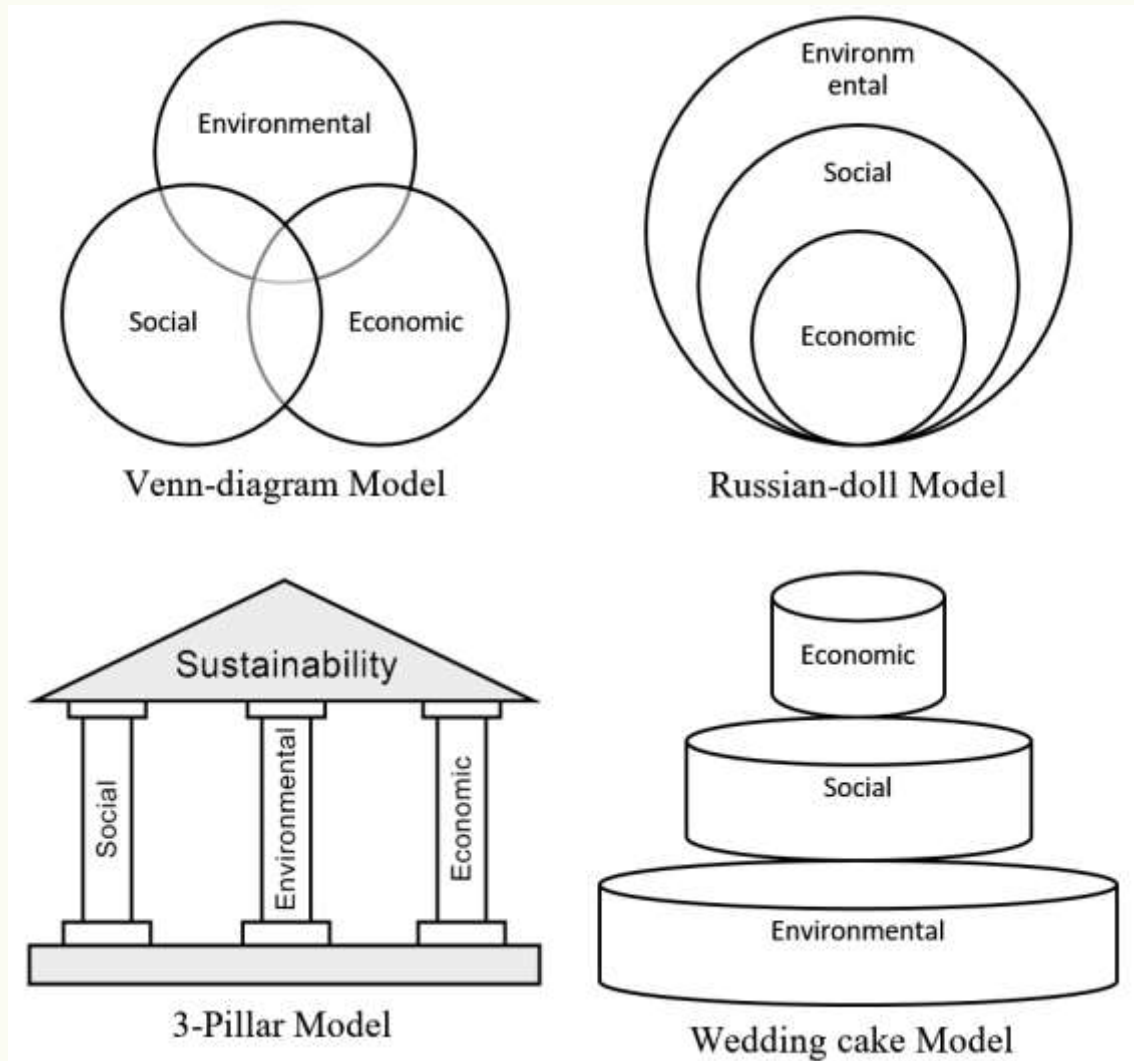 Environmental
Social
Economic
Venn-diagram Model
Environm
ental
Social
Economic
Russian-doll Model
Sustainability
Social
Environmental
Economic
3-Pillar Model
Economic
Social
Environmental
Wedding cake Model